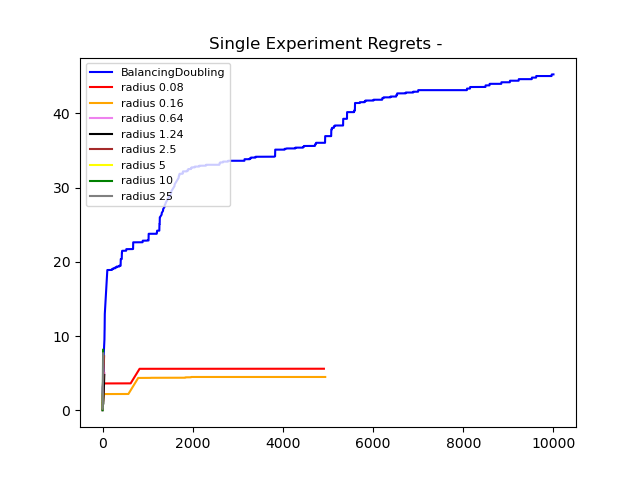 Single Experiment Regrets -
BalancingDoubling
radius 0.08
radius 0.16
radius 0.64
radius 1.24
radius 2.5
radius 5
radius 10
radius 25
40
30
20
10
0
0 2000 4000 6000 8000 10000